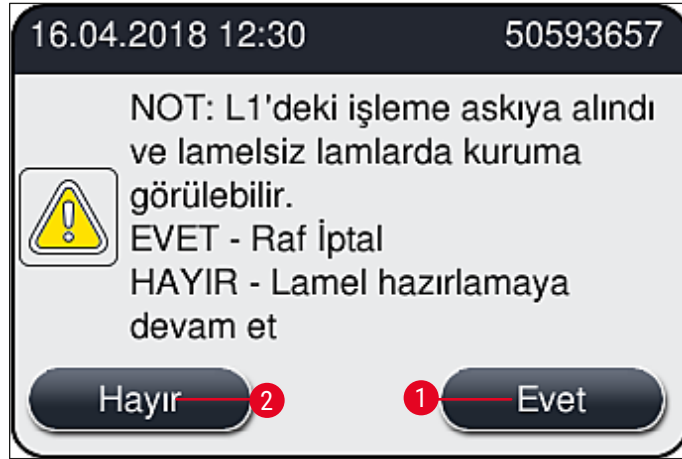 16.04.2018 12:30 50593657
NOT: L1'deki işleme askıya alındı
ve lamelsiz lamlarda kuruma
görülebilir.
EVET - Raf İptal
HAYIR - Lamel hazırlamaya
devam et
Hayır 2 1 Evet